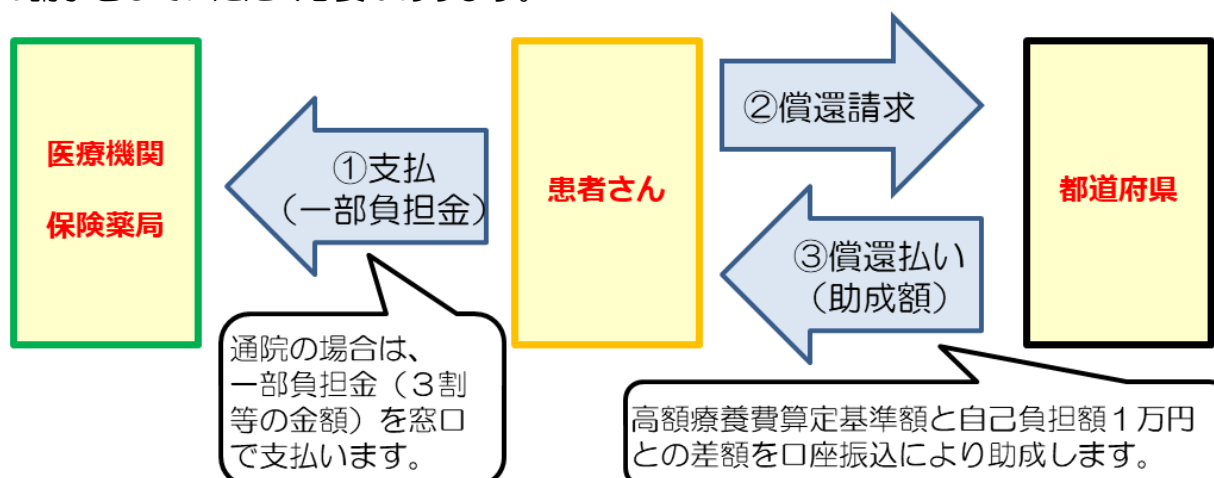 医療機関
保険薬局
①支払
（一部負担金）
患者さん
②償還請求
③償還払い
（助成額）
都道府県
通院の場合は、
一部負担金（３割
等の金額）を窓口
で支払います。
高額療養費算定基準額と自己負担額１万円
との差額を口座振込により助成します。